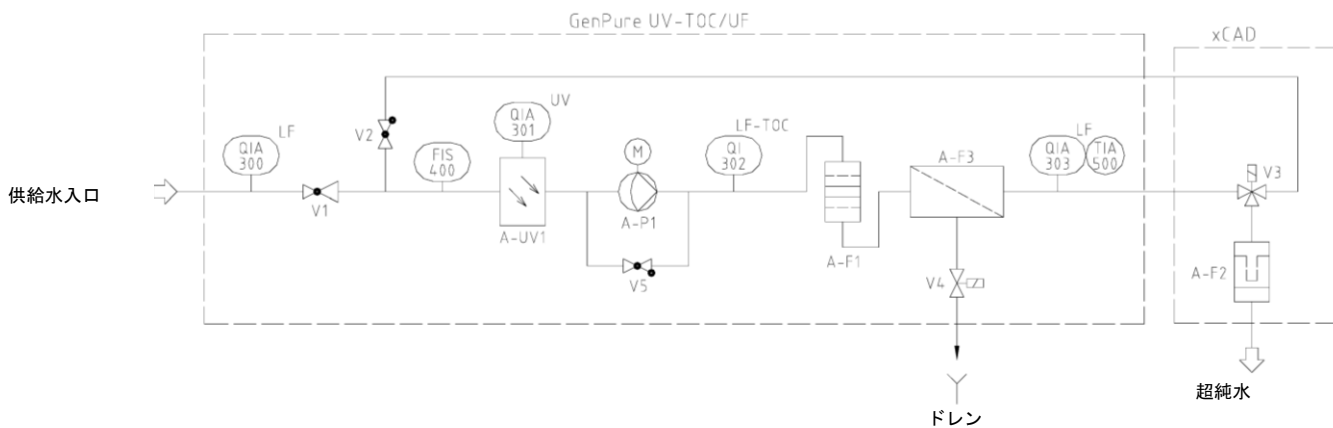 GenPure UV-TOC/UF
xCAD
QIA
300
LF
V2
FIS
400
QIA
301
UV
M
LF-TOC
QI
302
LF
QIA
303
TIA
500
A-F3
V3
供給水入口
V1
A-UV1
A-P1
V5
A-F1
V4
A-F2
超純水
ドレン